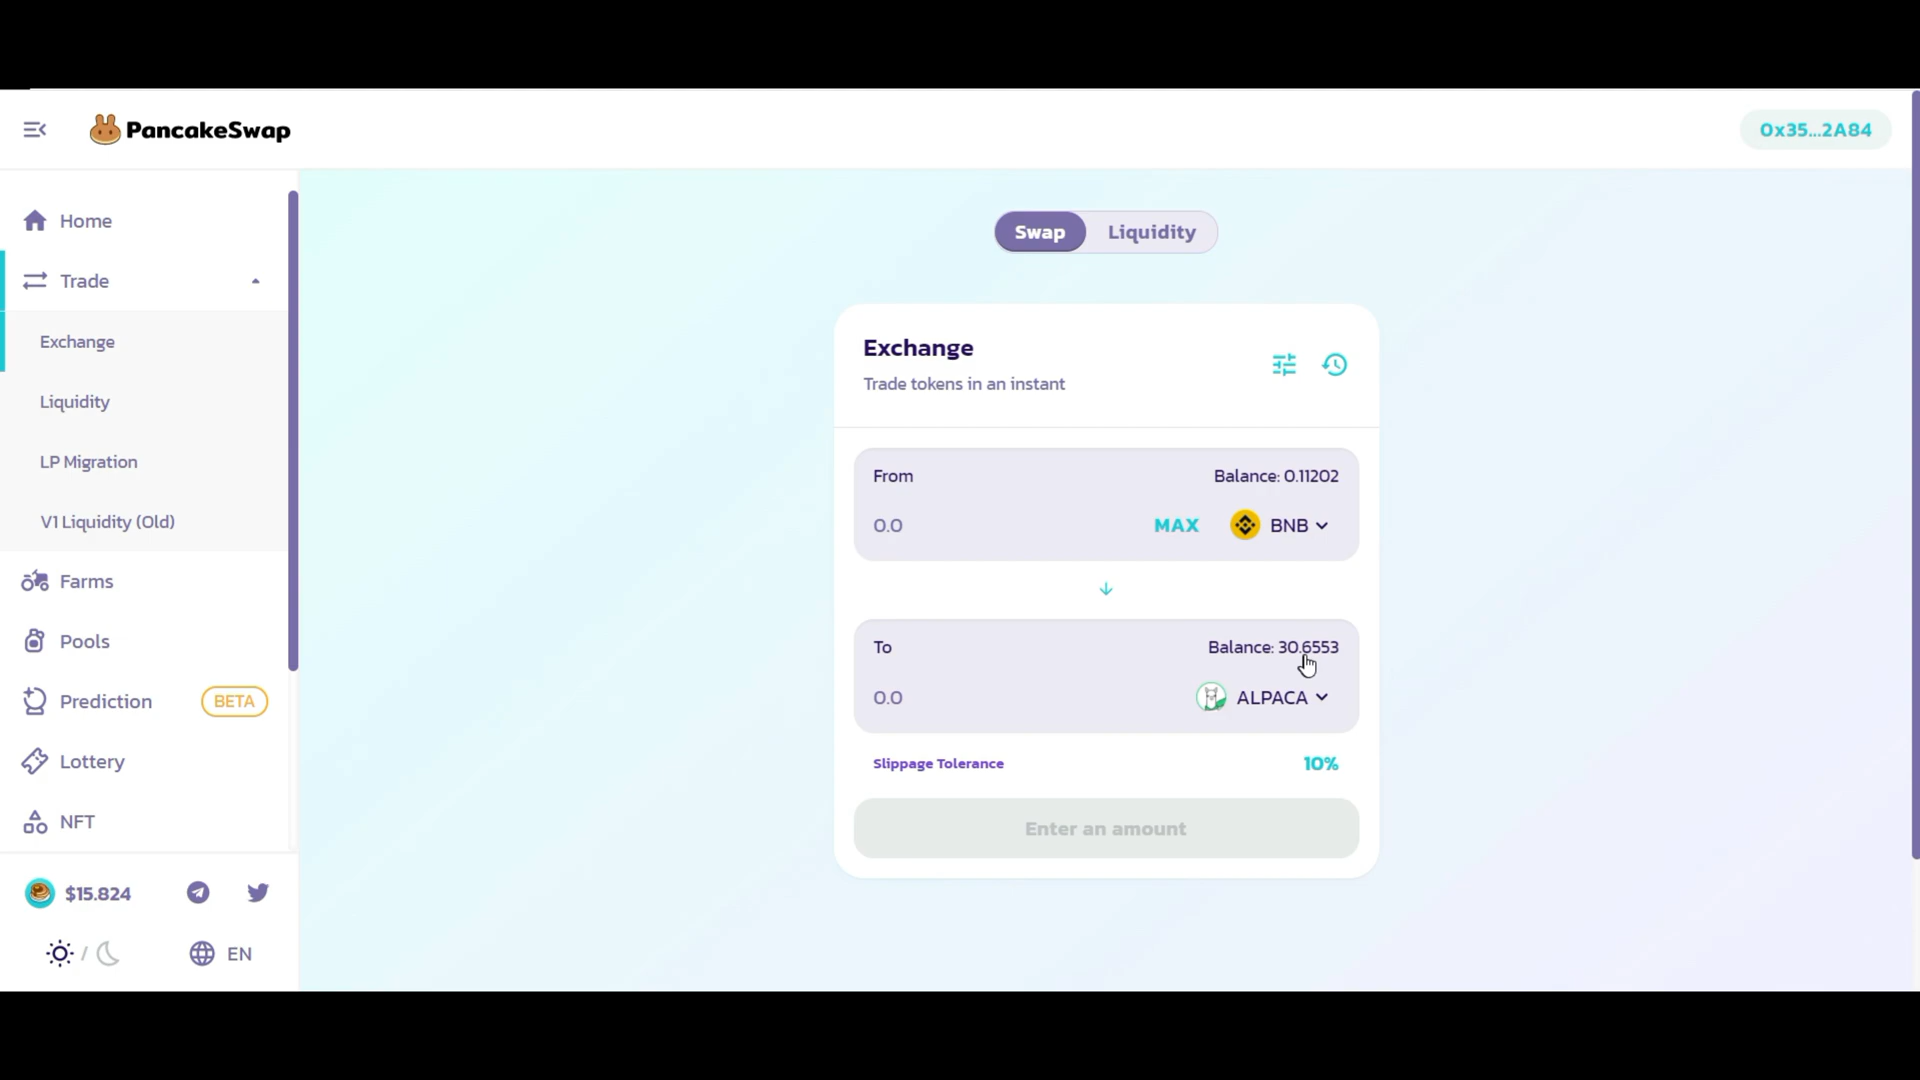 PancakeSwap
0x35...2A84
Home
Trade
Exchange
Liquidity
LP Migration
V1 Liquidity (Old)
Farms
Pools
Prediction BETA
Lottery
NFT
$15.824
/
EN
Swap Liquidity
Exchange
Trade tokens in an instant
From Balance: 0.11202
0.0 MAX BNB
To Balance: 30.6553
0.0 ALPACA
Slippage Tolerance 10%
Enter an amount